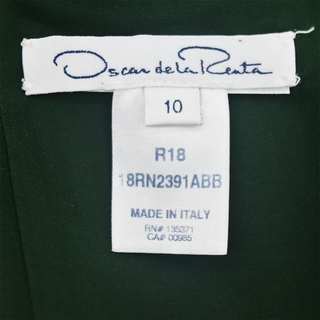 Oscar de la Renta
10
R18
18RN2391ABB
MADE IN ITALY
RN# 135371
CA# 00985